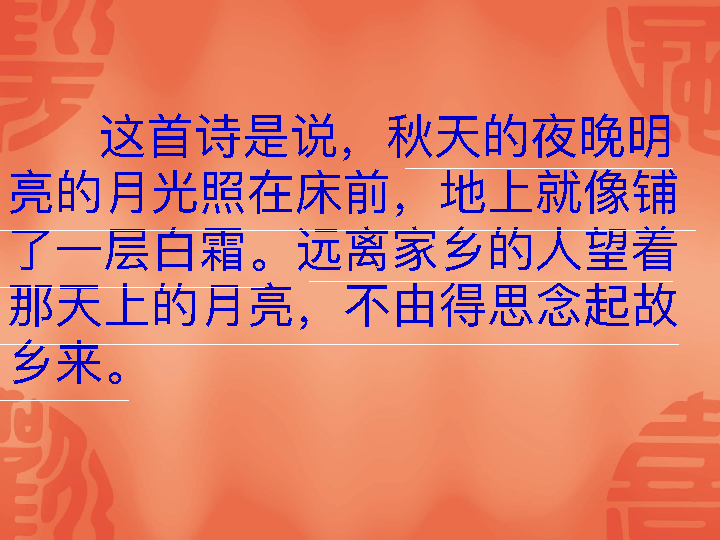 这首诗是说，秋天的夜晚明
亮的月光照在床前，地上就像铺
了一层白霜。远离家乡的人望着
那天上的月亮，不由得思念起故
乡来。